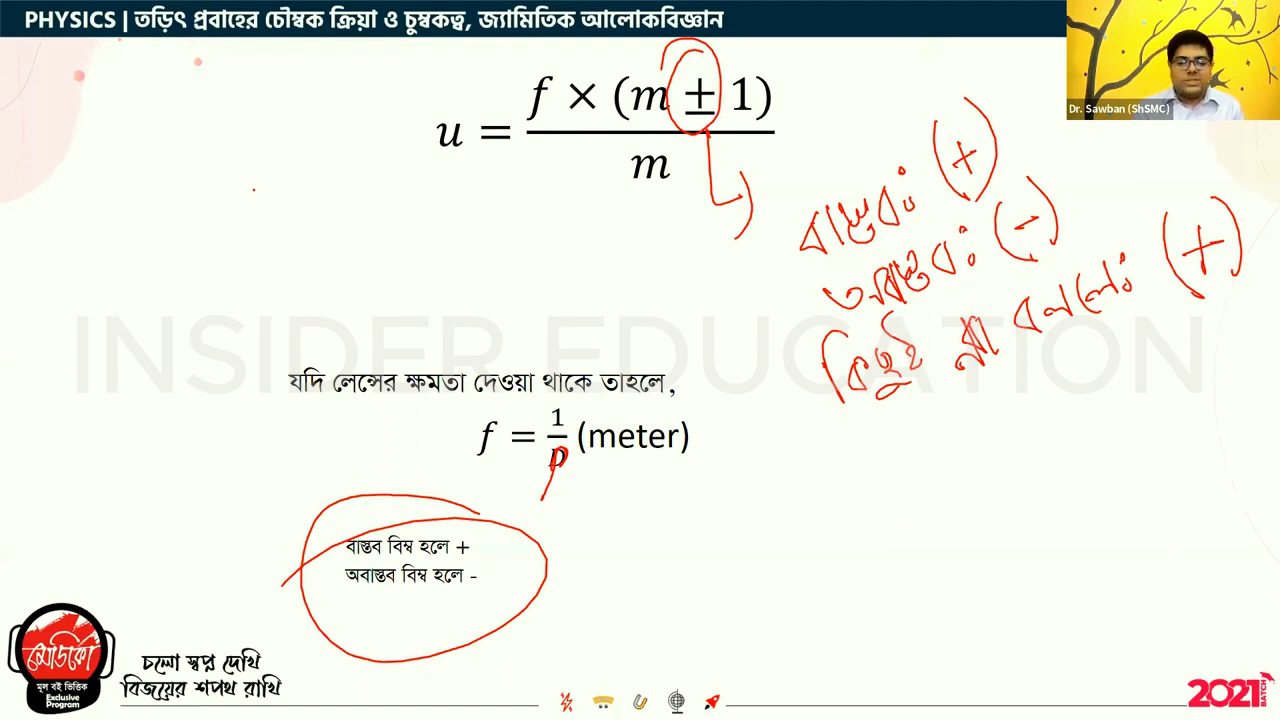 PHYSICS | তড়িৎ প্রবাহের চৌম্বক ক্রিয়া ও চুম্বকত্ব, জ্যামিতিক আলোকবিজ্ঞান
Dr. Sawban (ShSMC)
u = f × (m ± 1) / m
বাস্তবঃ (+)
অবাস্তবঃ (-)
কিছুই না বললেঃ (+)
INSIDER EDUCATION
যদি লেন্সের ক্ষমতা দেওয়া থাকে তাহলে,
f = 1/P (meter)
বাস্তব বিম্ব হলে +
অবাস্তব বিম্ব হলে -
মেডিকো
মূল বই ভিত্তিক
Exclusive
Program
চলো স্বপ্ন দেখি
বিজয়ের শপথ রাখি
2021 BATCH